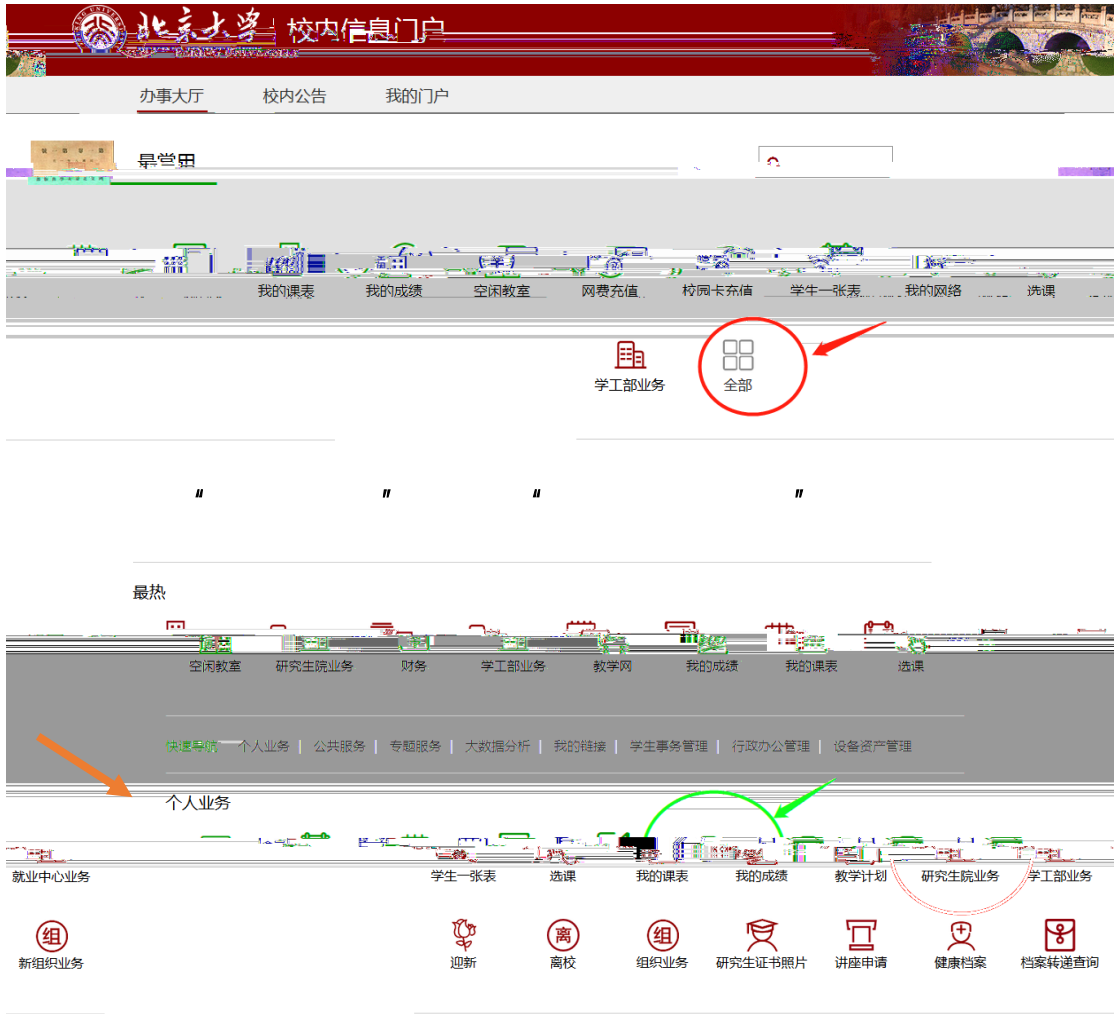 北京大学 校内信息门户
办事大厅 校内公告 我的门户
最常用
我的课表 我的成绩 空闲教室 网费充值 校园卡充值 学生一张表 我的网络 选课
学工部业务 全部
“ ” “ ”
最热
空闲教室 研究生院业务 财务 学工部业务 教学网 我的成绩 我的课表 选课
快速导航 个人业务 | 公共服务 | 专题服务 | 大数据分析 | 我的链接 | 学生事务管理 | 行政办公管理 | 设备资产管理
个人业务
就业中心业务 学生一张表 选课 我的课表 我的成绩 教学计划 研究生院业务 学工部业务
组 离 组
新组织业务 迎新 离校 组织业务 研究生证书照片 讲座申请 健康档案 档案转递查询